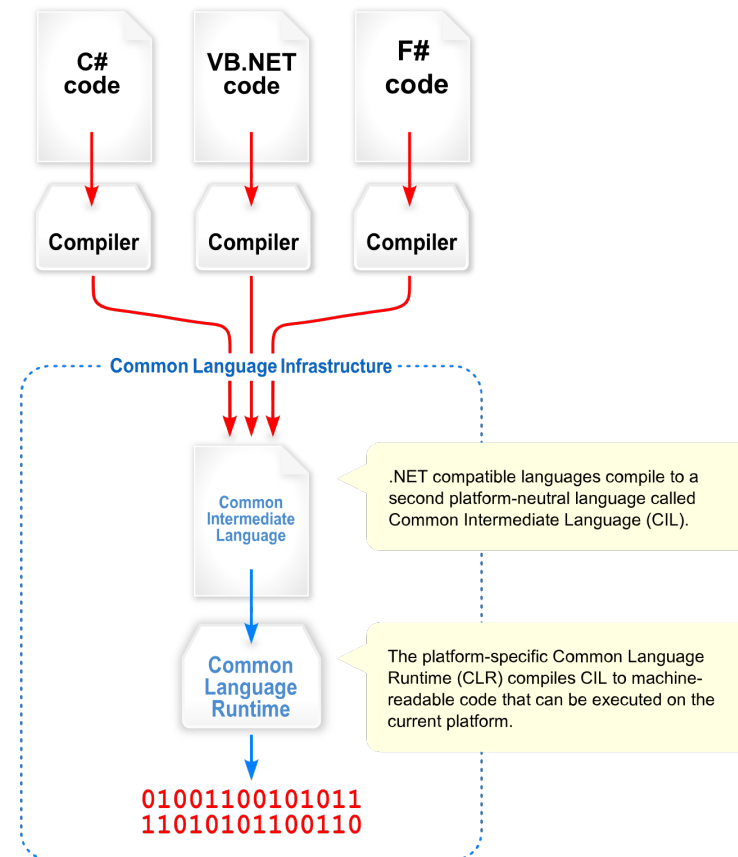 C#
code
VB.NET
code
F#
code
Compiler
Compiler
Compiler
Common Language Infrastructure
Common
Intermediate
Language
.NET compatible languages compile to a
second platform-neutral language called
Common Intermediate Language (CIL).
Common
Language
Runtime
The platform-specific Common Language
Runtime (CLR) compiles CIL to machine-
readable code that can be executed on the
current platform.
01001100101011
11010101100110